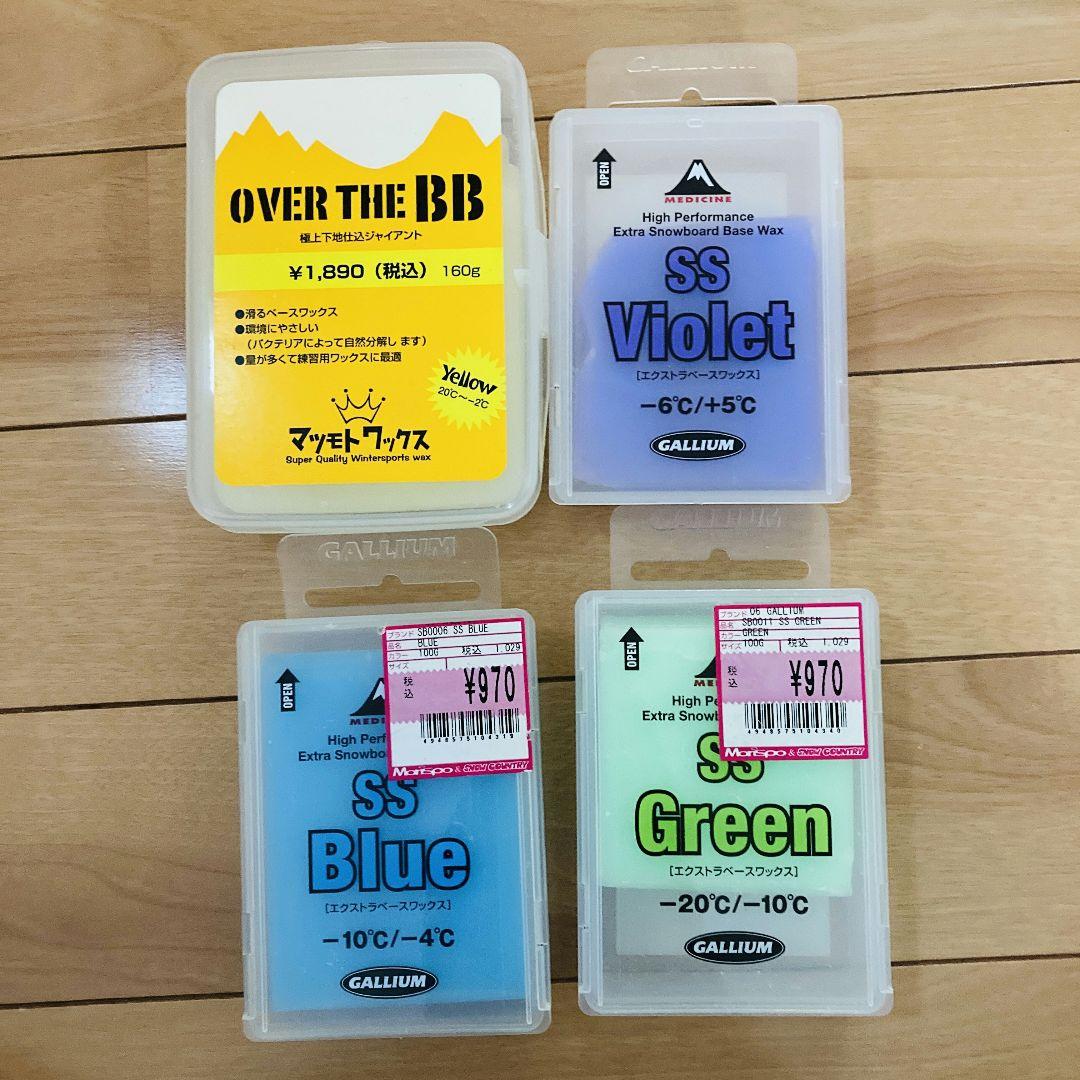 OVER THE BB
極上下地仕込ジャイアント
¥1,890（税込） 160g
●滑るベースワックス
●環境にやさしい
（バクテリアによって自然分解し ます）
●量が多くて練習用ワックスに最適
Yellow
20℃〜−2℃
マツモトワックス
Super Quality Wintersports wax
GALLIUM
OPEN
MEDICINE
High Performance
Extra Snowboard Base Wax
SS
Violet
［エクストラベースワックス］
−6℃/+5℃
GALLIUM
GALLIUM
OPEN
MEDICINE
High Perf
Extra Snowboa
SS
Blue
［エクストラベースワックス］
−10℃/−4℃
GALLIUM
ブランド SB0006 SS BLUE
品名 BLUE
カラー 100G 税込 1.029
サイズ
税込 ¥970
4948575104319
Morispo & SNOW COUNTRY
GALLIUM
OPEN
ME
High P
Extra Snow
SS
Green
［エクストラベースワックス］
−20℃/−10℃
GALLIUM
ブランド 06 GALLIUM
品名 SB0011 SS GREEN
カラー GREEN
サイズ 100G 税込 1.029
税込 ¥970
4948575104340
Morispo & SNOW COUNTRY